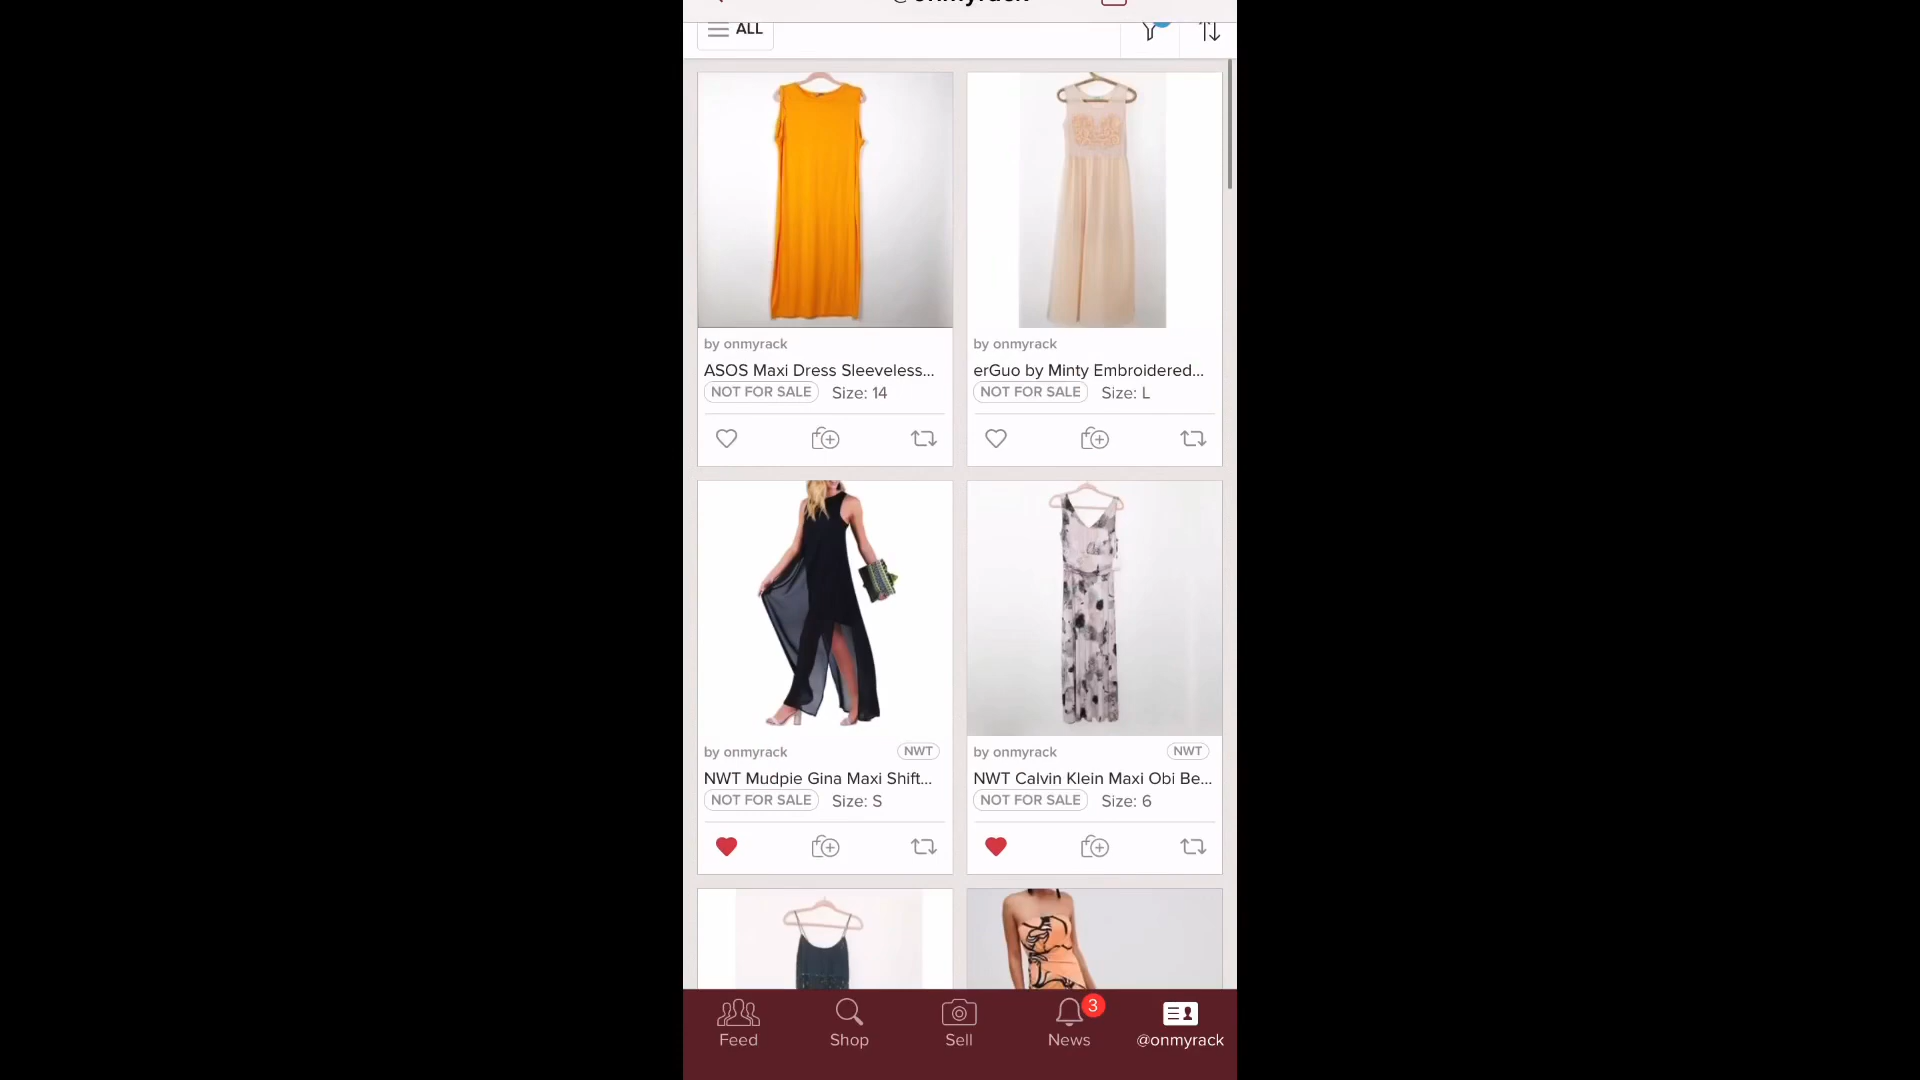 @onmyrack
ALL
by onmyrack
ASOS Maxi Dress Sleeveless...
NOT FOR SALE Size: 14
by onmyrack
erGuo by Minty Embroidered...
NOT FOR SALE Size: L
by onmyrack NWT
NWT Mudpie Gina Maxi Shift...
NOT FOR SALE Size: S
by onmyrack NWT
NWT Calvin Klein Maxi Obi Be...
NOT FOR SALE Size: 6
3
Feed Shop Sell News @onmyrack